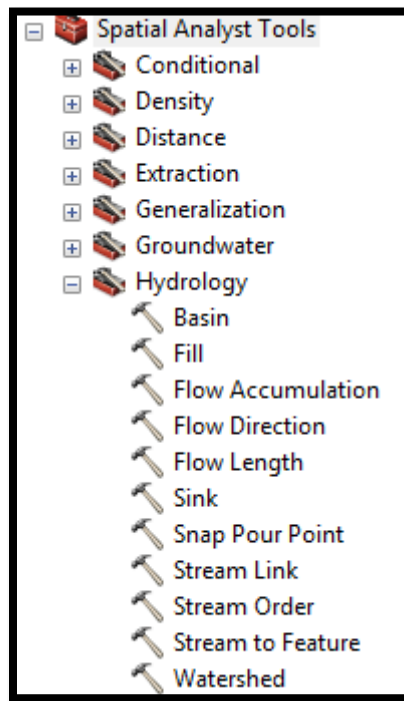 Spatial Analyst Tools
Conditional
Density
Distance
Extraction
Generalization
Groundwater
Hydrology
Basin
Fill
Flow Accumulation
Flow Direction
Flow Length
Sink
Snap Pour Point
Stream Link
Stream Order
Stream to Feature
Watershed